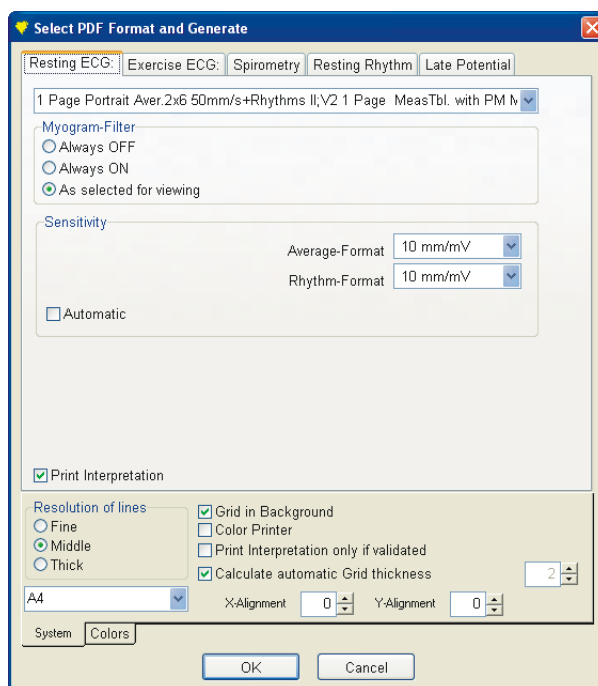 Select PDF Format and Generate
Resting ECG: Exercise ECG: Spirometry Resting Rhythm Late Potential
1 Page Portrait Aver.2x6 50mm/s+Rhythms II;V2 1 Page MeasTbl. with PM M
Myogram-Filter
Always OFF
Always ON
As selected for viewing
Sensitivity
Average-Format 10 mm/mV
Rhythm-Format 10 mm/mV
Automatic
Print Interpretation
Resolution of lines
Fine
Middle
Thick
Grid in Background
Color Printer
Print Interpretation only if validated
Calculate automatic Grid thickness 2
A4
X-Alignment 0 Y-Alignment 0
System Colors
OK Cancel